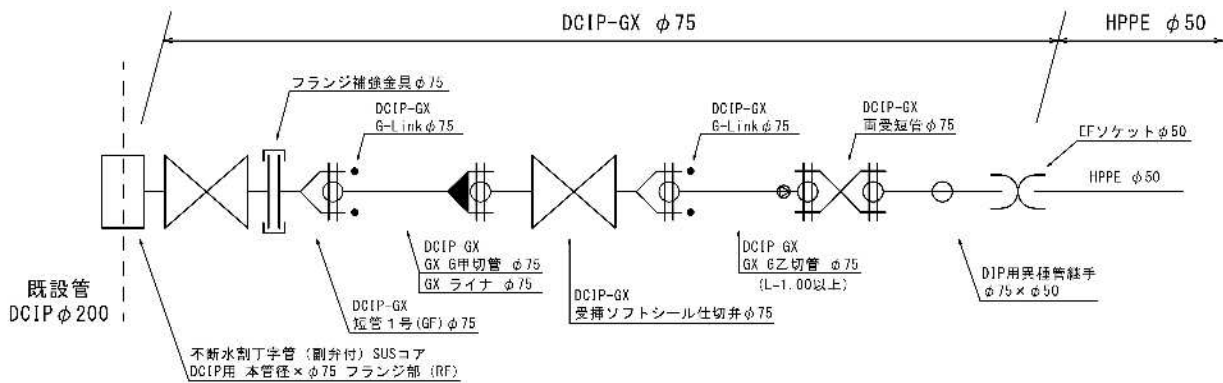 DCIP-GX φ75
HPPE φ50
フランジ補強金具φ75
DCIP-GX
G-Linkφ75
DCIP-GX
G-Linkφ75
DCIP-GX
両受短管φ75
EFソケットφ50
HPPE φ50
既設管
DCIPφ200
DCIP-GX
短管1号(GF)φ75
不断水割丁字管 (副弁付) SUSコア
DCIP用 本管径×φ75 フランジ部 (RF)
DCIP GX
GX G甲切管 φ75
GX ライナ φ75
DCIP-GX
受挿ソフトシール仕切弁φ75
DCIP GX
GX G乙切管 φ75
(L-1.00以上)
DIP用異種管継手
φ75×φ50